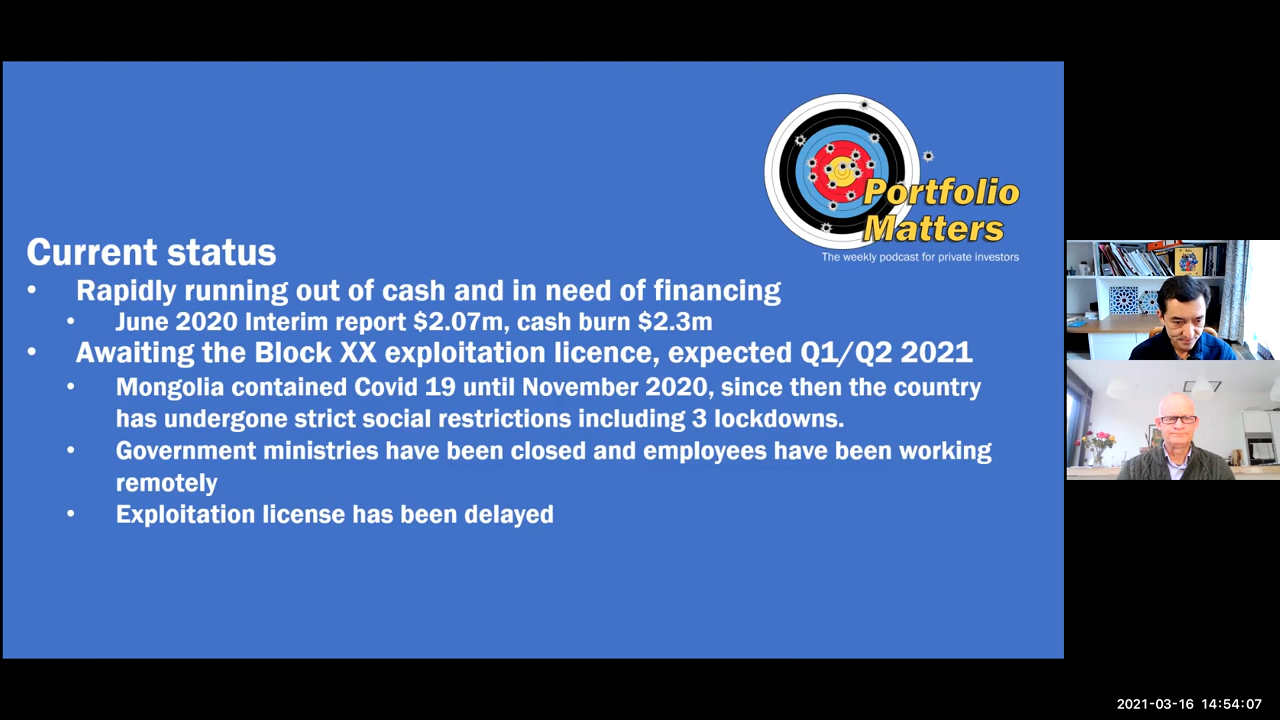 Portfolio
Matters
The weekly podcast for private investors
Current status
• Rapidly running out of cash and in need of financing
• June 2020 Interim report $2.07m, cash burn $2.3m
• Awaiting the Block XX exploitation licence, expected Q1/Q2 2021
• Mongolia contained Covid 19 until November 2020, since then the country
has undergone strict social restrictions including 3 lockdowns.
• Government ministries have been closed and employees have been working
remotely
• Exploitation license has been delayed
2021-03-16 14:54:07